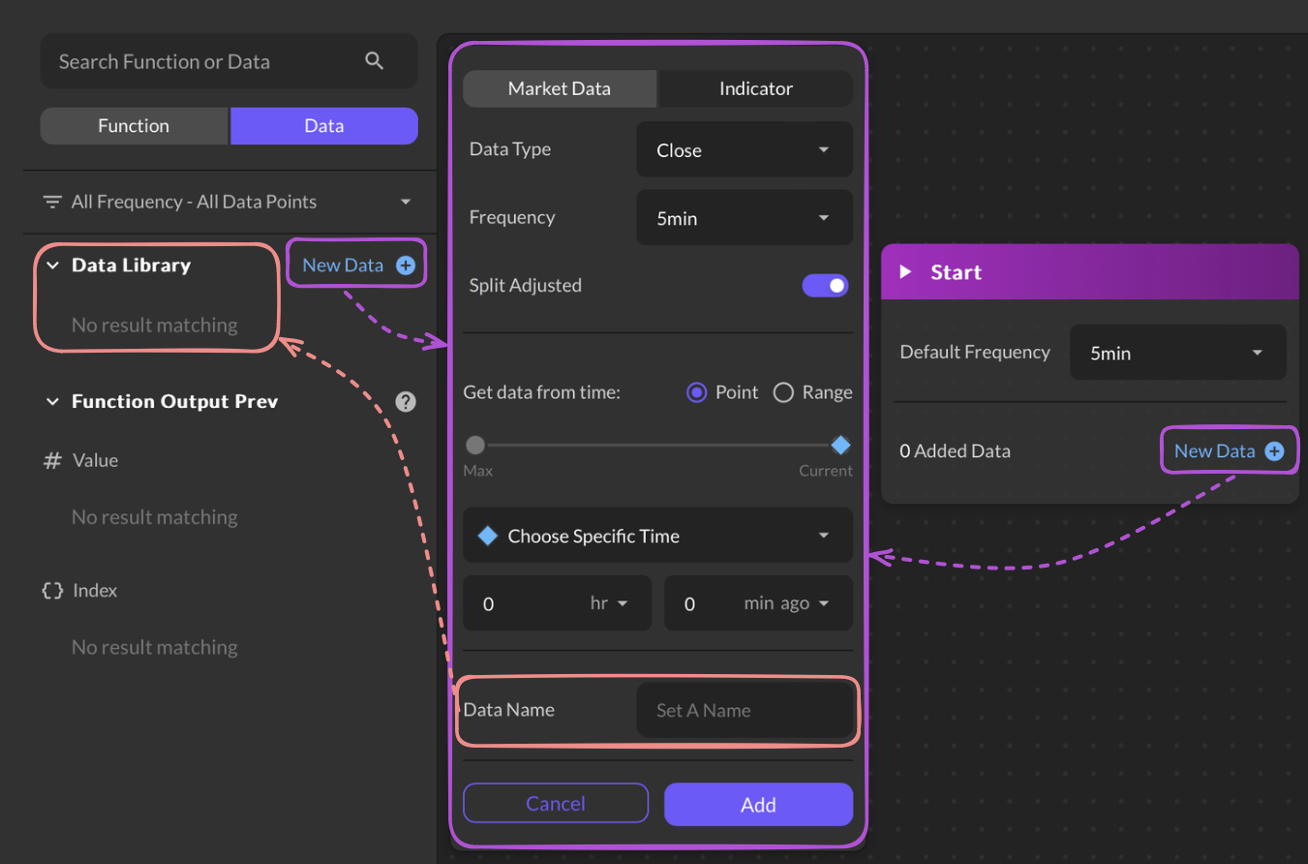 Search Function or Data
Function
Data
All Frequency - All Data Points
Data Library
New Data
No result matching
Function Output Prev
?
# Value
No result matching
{} Index
No result matching
Market Data
Indicator
Data Type
Close
Frequency
5min
Split Adjusted
Get data from time:
Point
Range
Max
Current
Choose Specific Time
0
hr
0
min ago
Data Name
Set A Name
Cancel
Add
Start
Default Frequency
5min
0 Added Data
New Data